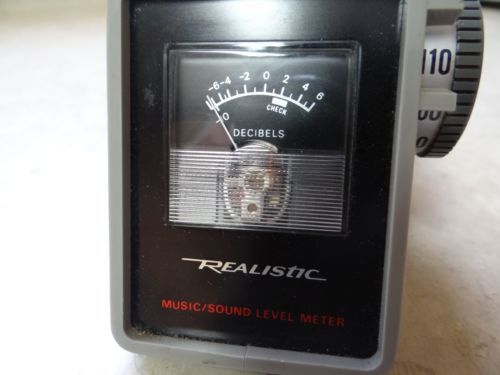 -6 -4 -2 0 2 4 6
CHECK
-10
DECIBELS
REALISTIC
MUSIC/SOUND LEVEL METER
110